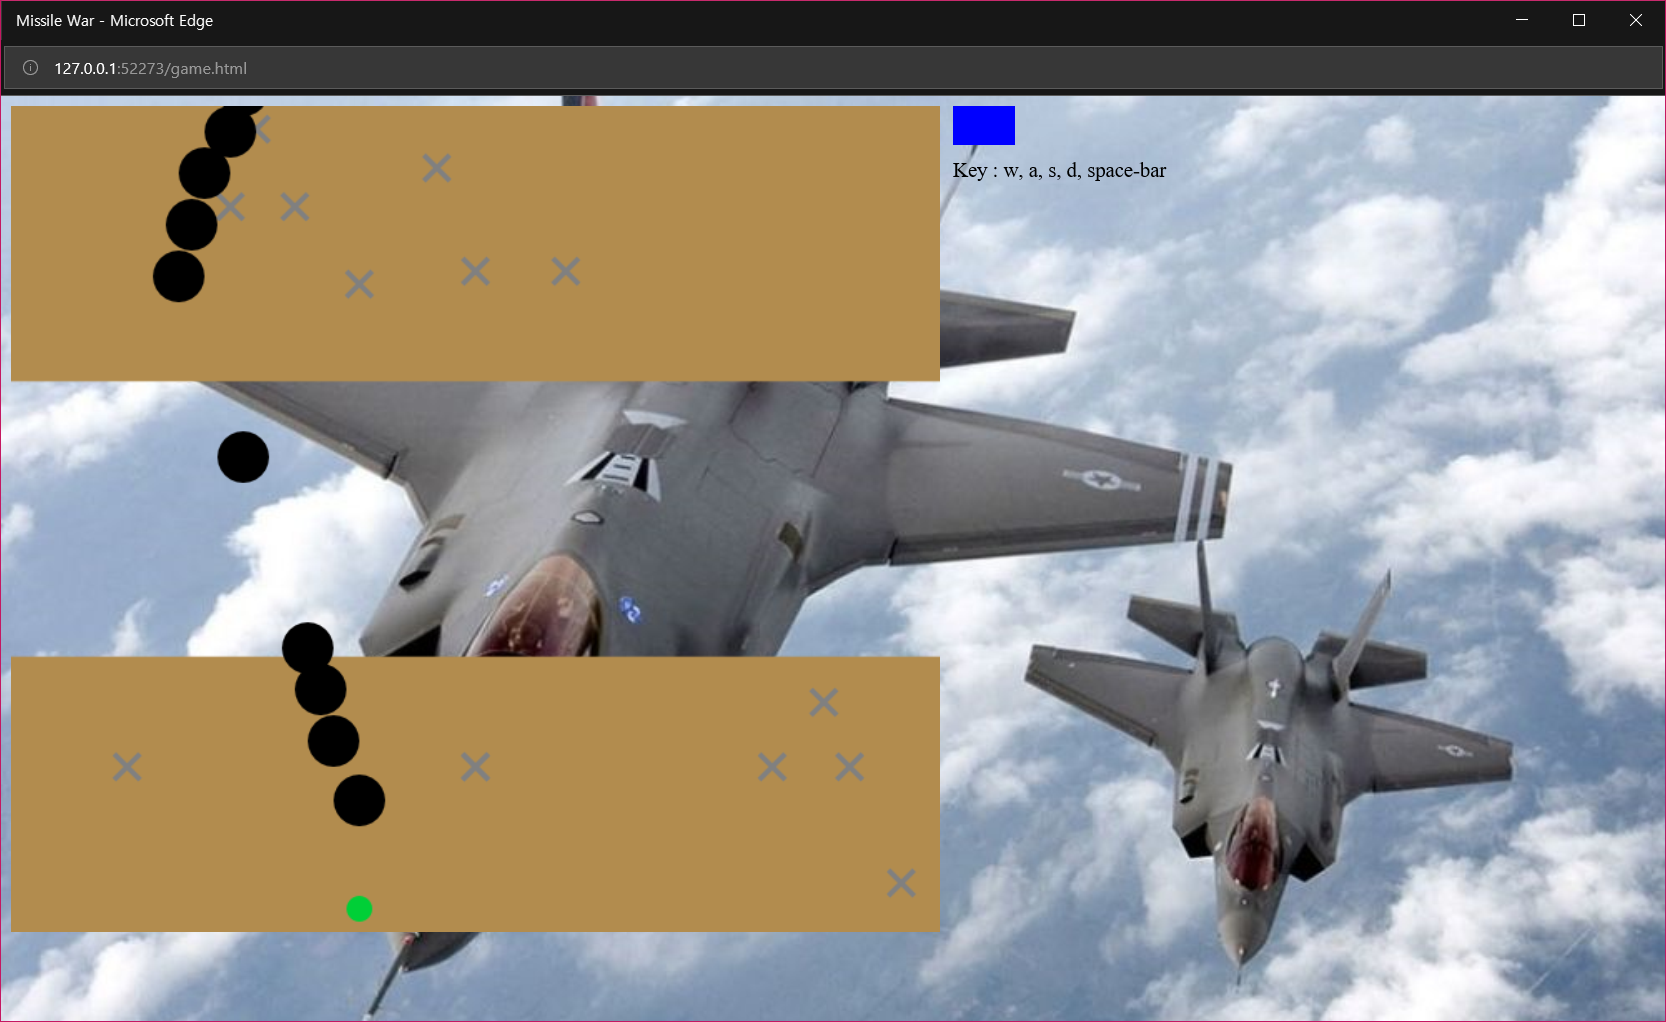 Missile War - Microsoft Edge
127.0.0.1:52273/game.html
Key : w, a, s, d, space-bar